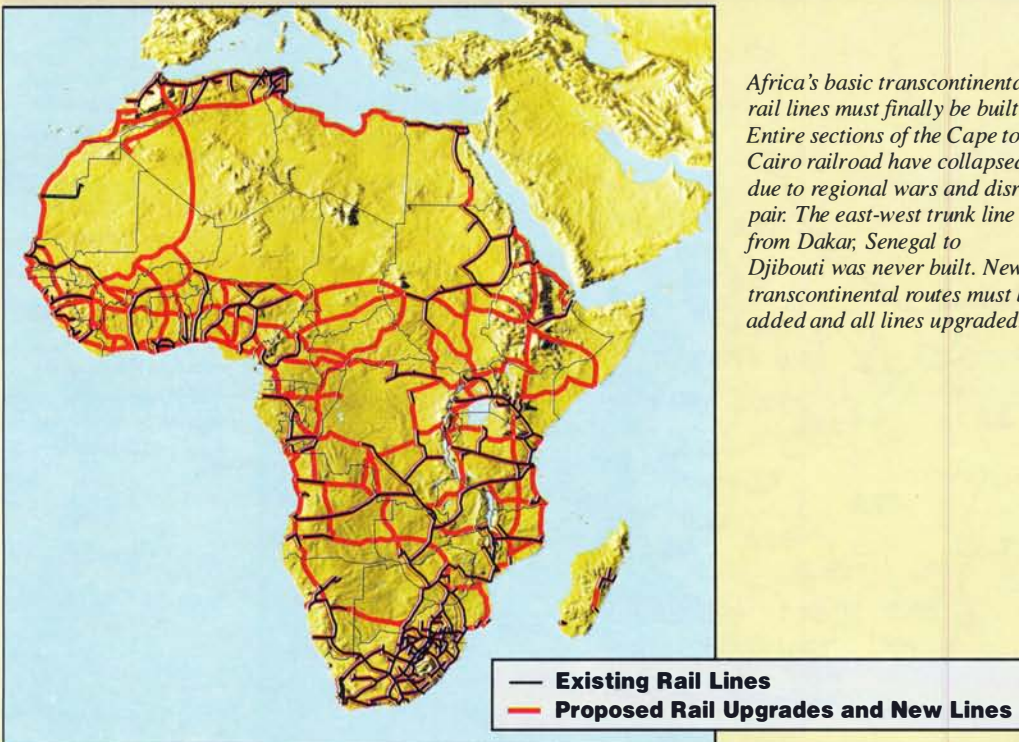 Africa's basic transcontinenta
rail lines must finally be built
Entire sections of the Cape to
Cairo railroad have collapsed
due to regional wars and disr
pair. The east-west trunk line
from Dakar, Senegal to
Djibouti was never built. New
transcontinental routes must
added and all lines upgraded
Existing Rail Lines
Proposed Rail Upgrades and New Lines